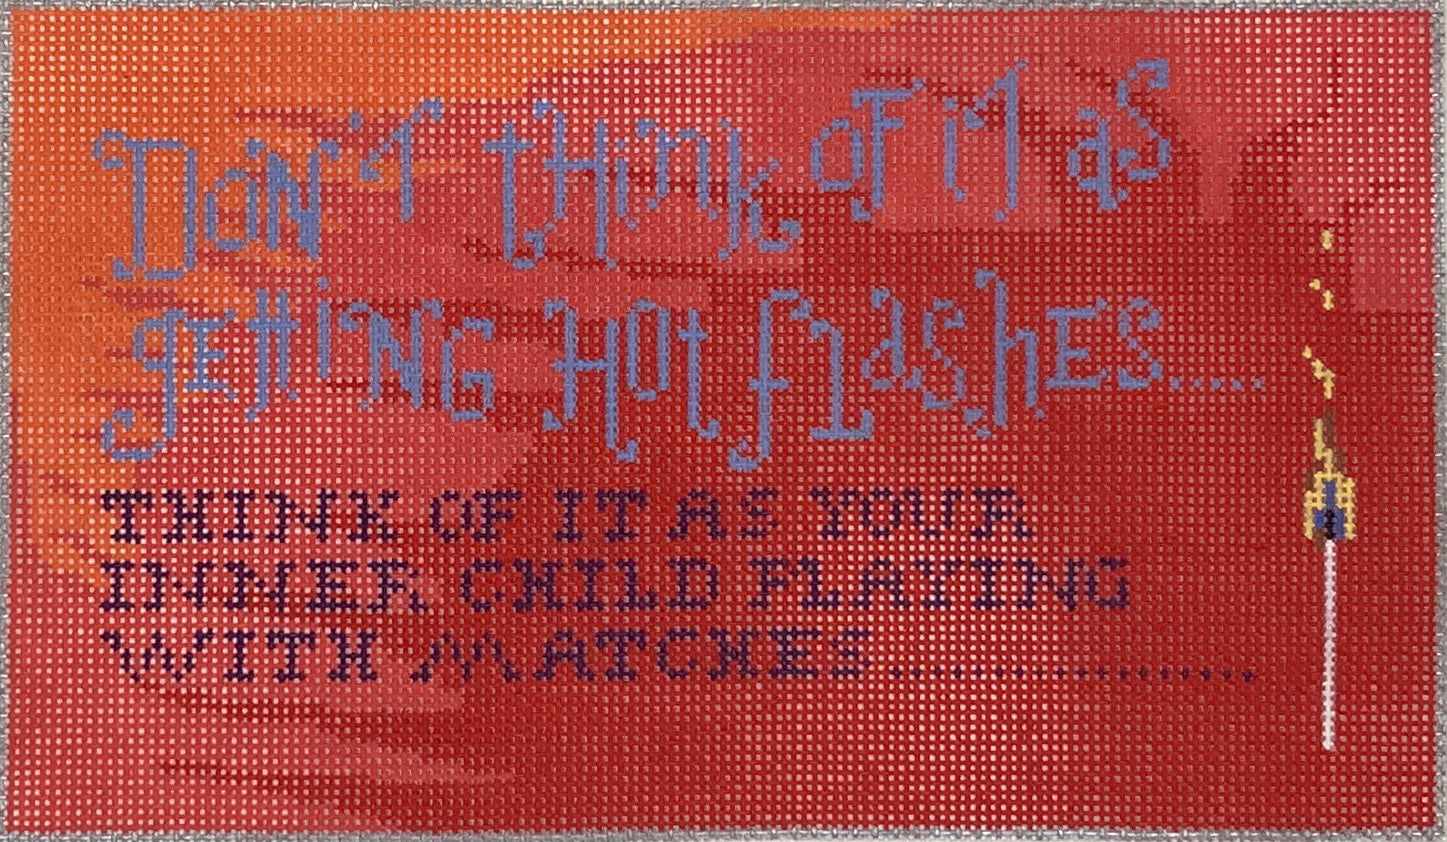 DON'T tHiNk OF iT as
gEttiNG HOt flasHES.....
THINK OF IT AS YOUR
INNER CHILD PLAYING
WITH MATCHES...................